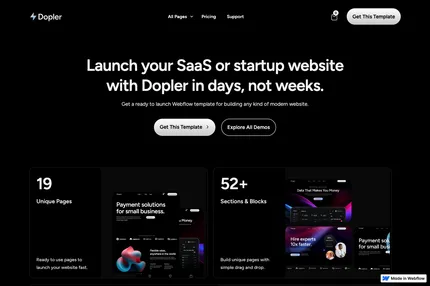 Dopler
All Pages
Pricing
Support
0
Get This Template
Launch your SaaS or startup website
with Dopler in days, not weeks.
Get a ready to launch Webflow template for building any kind of modern website.
Get This Template
Explore All Demos
19
Unique Pages
Ready to use pages to
launch your website fast.
Payment solutions
for small business.
52+
Sections & Blocks
Build unique pages with
simple drag and drop.
Data That Makes You Money
Hire experts
10x faster.
Payment
for small
Made in Webflow